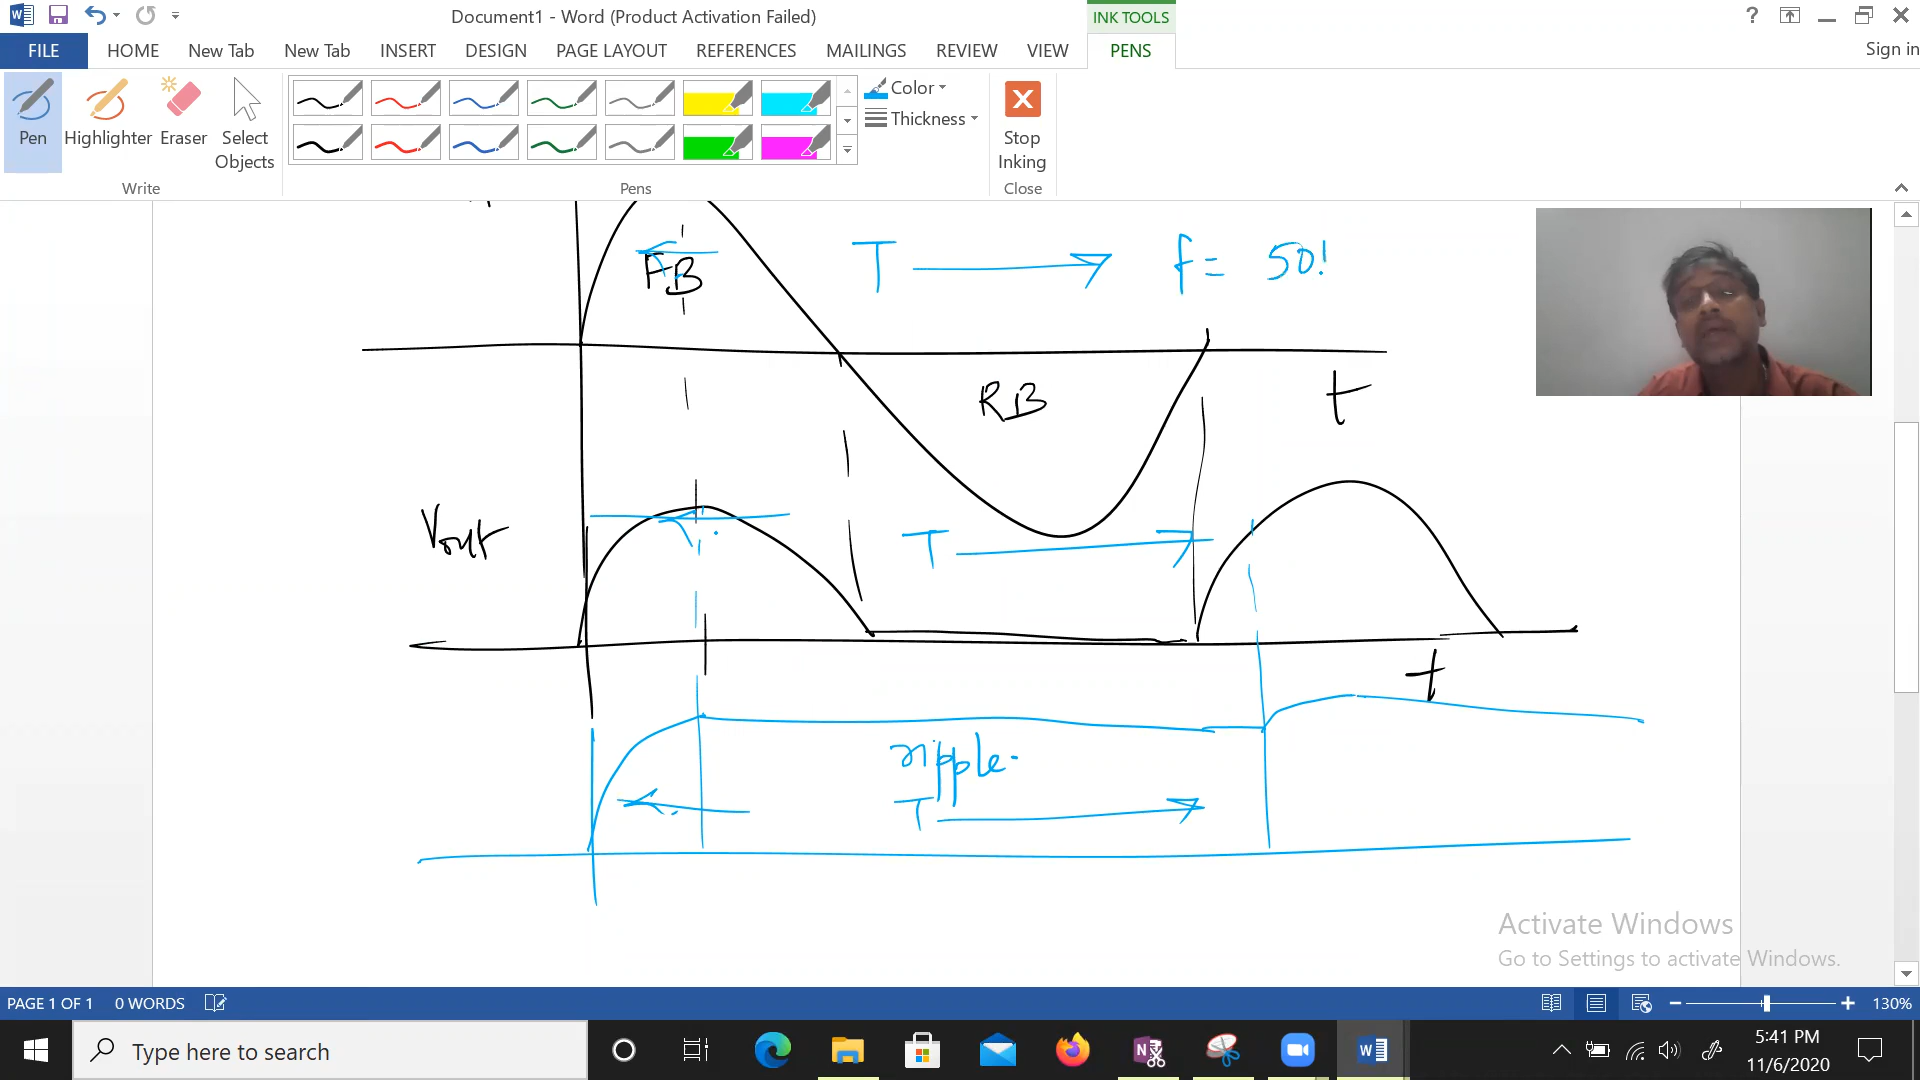 Document1 - Word (Product Activation Failed)
INK TOOLS
?
FILE HOME New Tab New Tab INSERT DESIGN PAGE LAYOUT REFERENCES MAILINGS REVIEW VIEW PENS Sign in
Pen Highlighter Eraser Select Objects
Color
Thickness
Stop Inking
Write Pens Close
FB T f = 50!
RB t
Vout T
t
ripple
T
Activate Windows
Go to Settings to activate Windows.
PAGE 1 OF 1 0 WORDS 130%
Type here to search
5:41 PM
11/6/2020